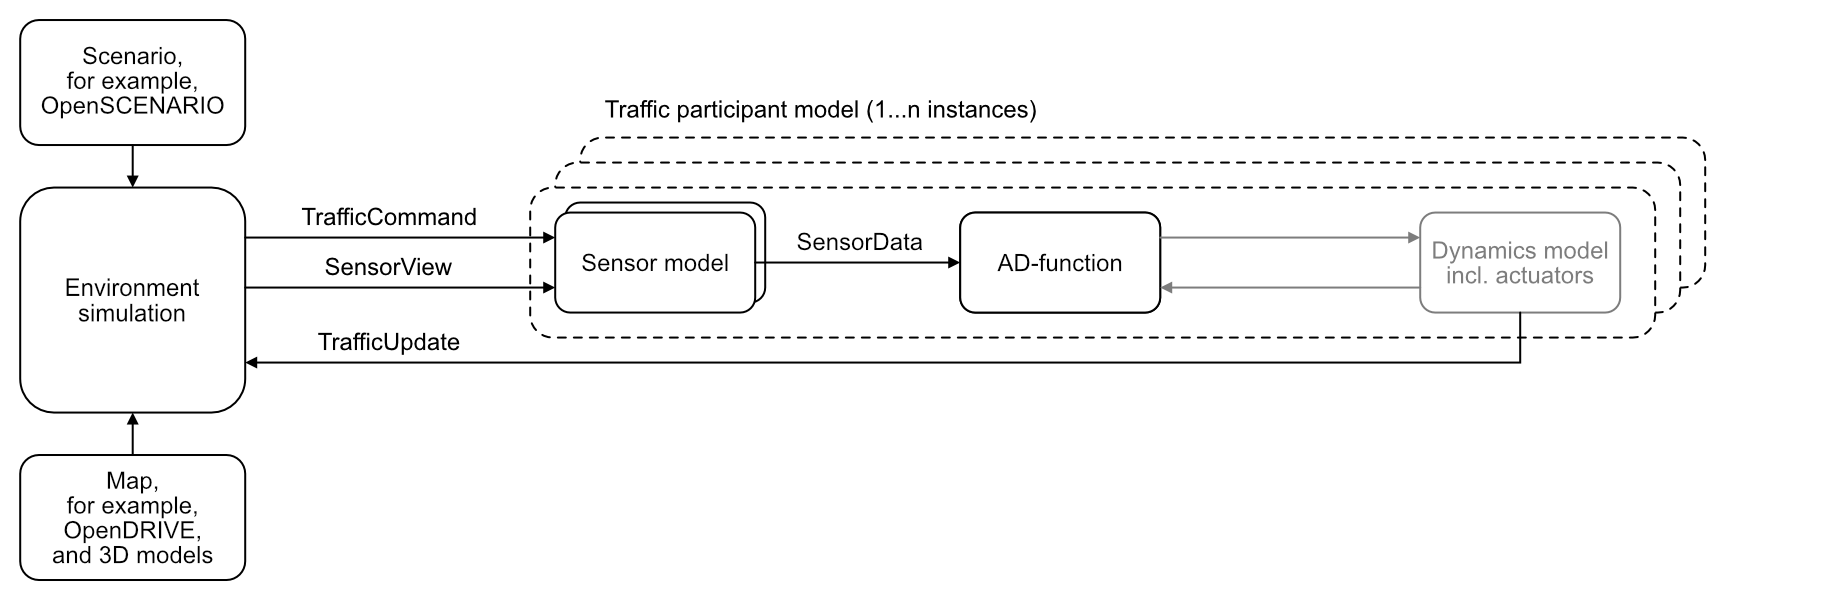 Scenario,
for example,
OpenSCENARIO
Traffic participant model (1...n instances)
TrafficCommand
SensorView
TrafficUpdate
Environment
simulation
Sensor model
SensorData
AD-function
Dynamics model
incl. actuators
Map,
for example,
OpenDRIVE,
and 3D models